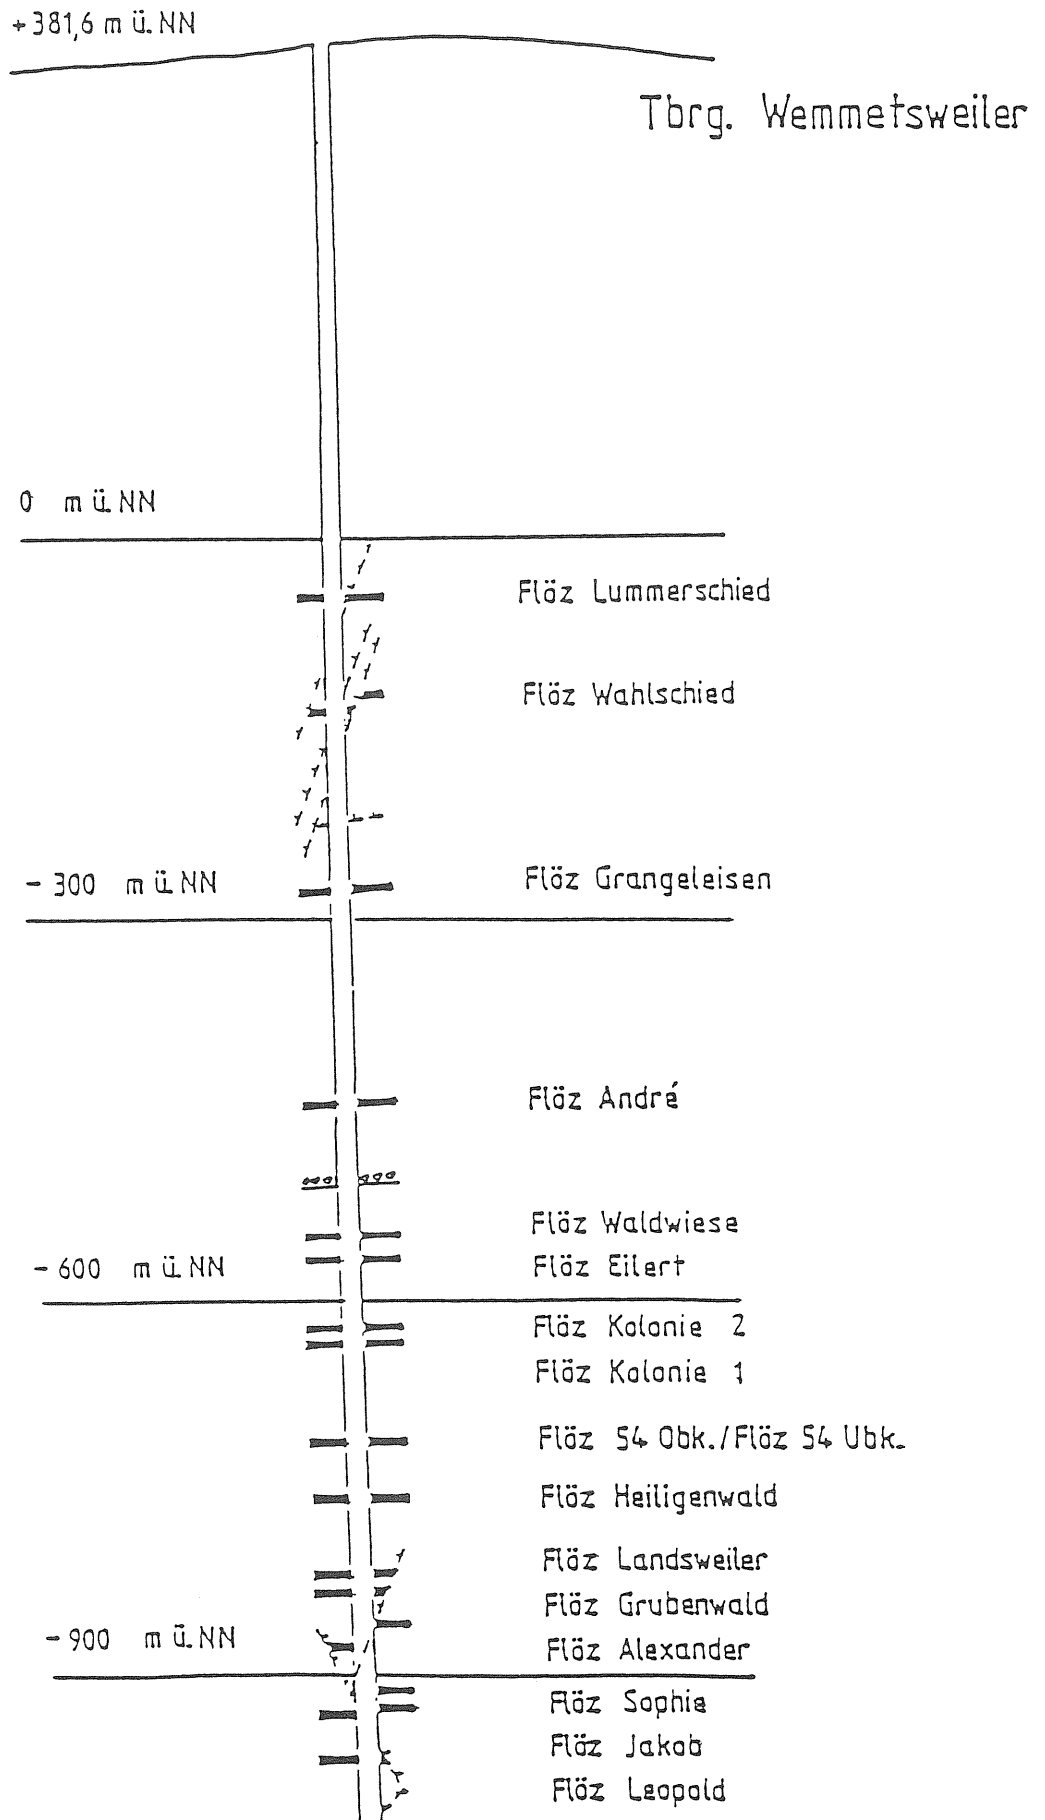 +381,6 m ü.NN
Tbrg. Wemmetsweiler
0 m ü.NN
Flöz Lummerschied
Flöz Wahlschied
-300 m ü.NN
Flöz Grangeleisen
Flöz André
Flöz Waldwiese
-600 m ü.NN
Flöz Eilert
Flöz Kolonie 2
Flöz Kolonie 1
Flöz 54 Obk./Flöz 54 Ubk.
Flöz Heiligenwald
Flöz Landsweiler
Flöz Grubenwald
-900 m ü.NN
Flöz Alexander
Flöz Sophie
Flöz Jakob
Flöz Leopold